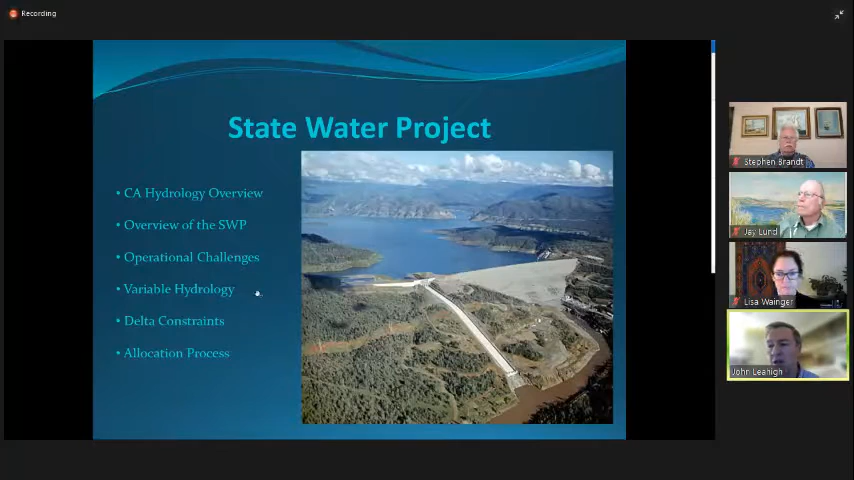 Recording
State Water Project
• CA Hydrology Overview
• Overview of the SWP
• Operational Challenges
• Variable Hydrology
• Delta Constraints
• Allocation Process
Stephen Brandt
Jay Lund
Lisa Wainger
John Leahigh